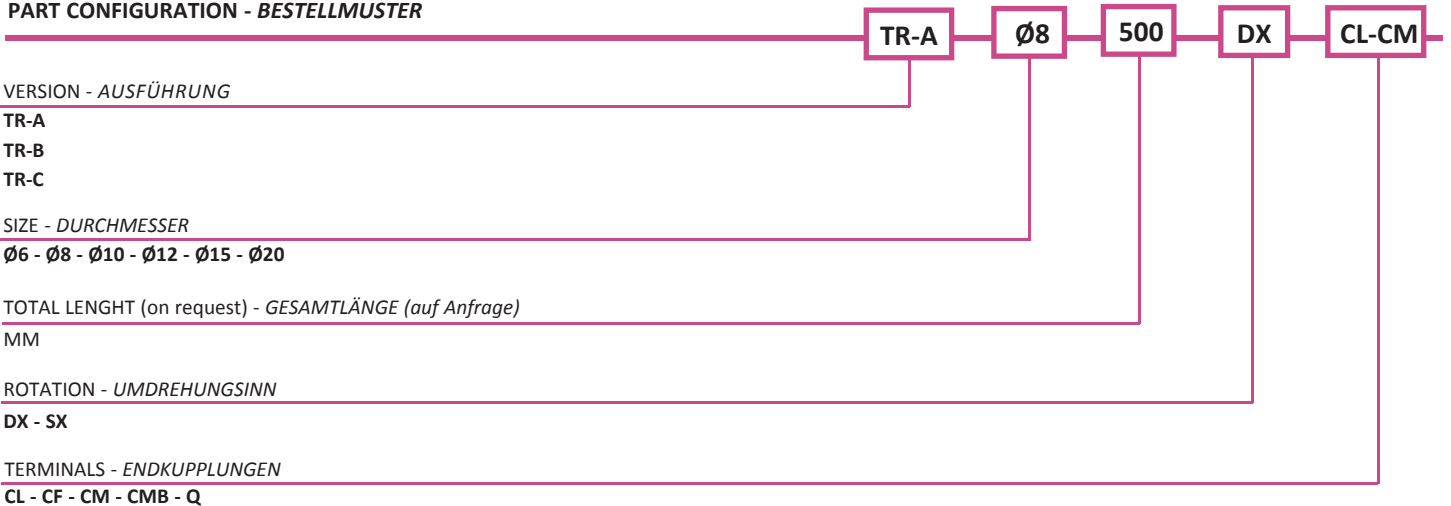 PART CONFIGURATION - BESTELLMUSTER
TR-A Ø8 500 DX CL-CM
VERSION - AUSFÜHRUNG
TR-A
TR-B
TR-C
SIZE - DURCHMESSER
Ø6 - Ø8 - Ø10 - Ø12 - Ø15 - Ø20
TOTAL LENGHT (on request) - GESAMTLÄNGE (auf Anfrage)
MM
ROTATION - UMDREHUNGSINN
DX - SX
TERMINALS - ENDKUPPLUNGEN
CL - CF - CM - CMB - Q